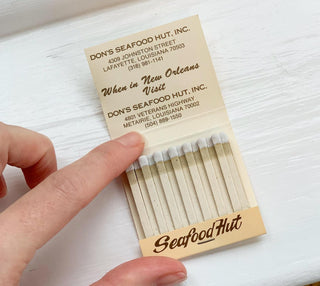 DON'S SEAFOOD HUT, INC.
4309 JOHNSTON STREET
LAFAYETTE, LOUISIANA 70503
(318) 981-1141
When in New Orleans
Visit
DON'S SEAFOOD HUT, INC.
4801 VETERANS HIGHWAY
METAIRIE, LOUISIANA 70002
(504) 889-1550
Seafood Hut